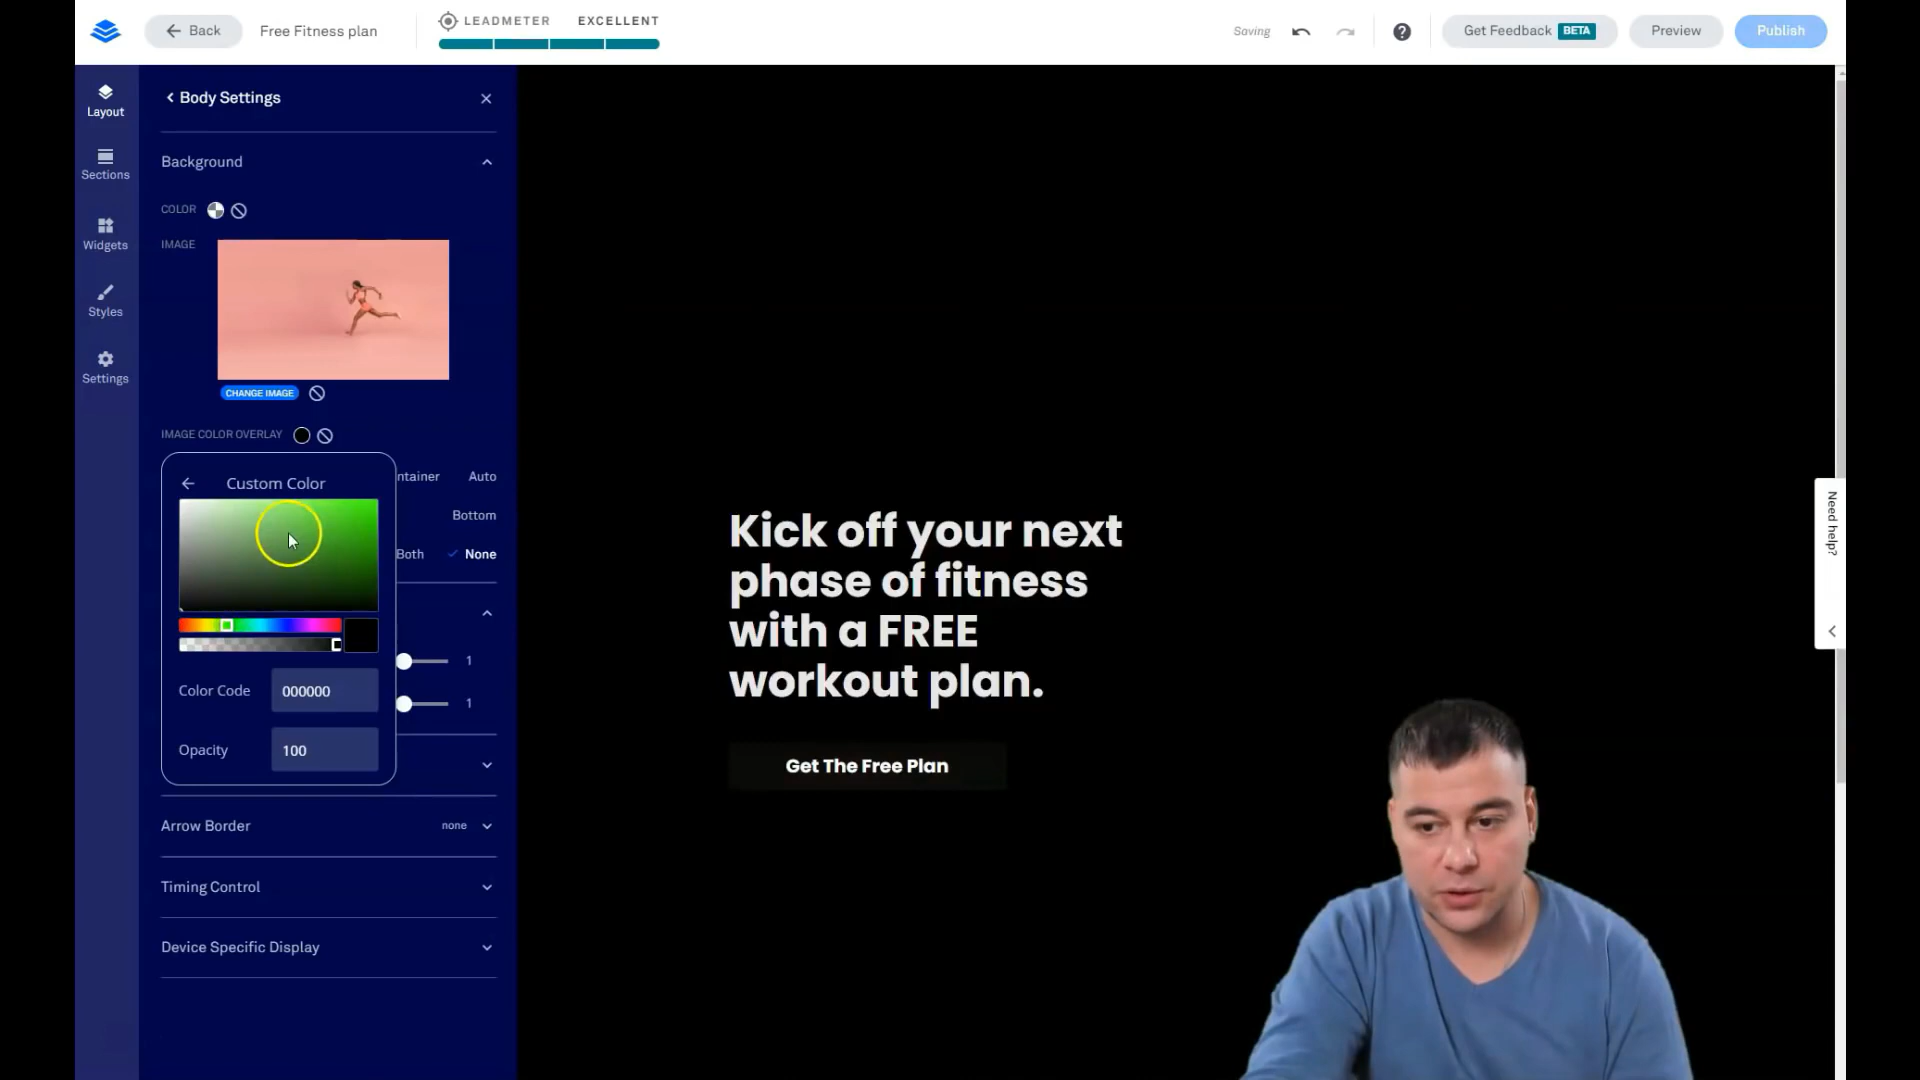 Back
Free Fitness plan
LEADMETER EXCELLENT
Saving
Get Feedback BETA
Preview
Publish
Layout
Sections
Widgets
Styles
Settings
Body Settings
Background
COLOR
IMAGE
CHANGE IMAGE
IMAGE COLOR OVERLAY
Custom Color
ntainer Auto
Bottom
Both None
1
Color Code 000000
1
Opacity 100
Arrow Border none
Timing Control
Device Specific Display
Kick off your next
phase of fitness
with a FREE
workout plan.
Get The Free Plan
Need help?